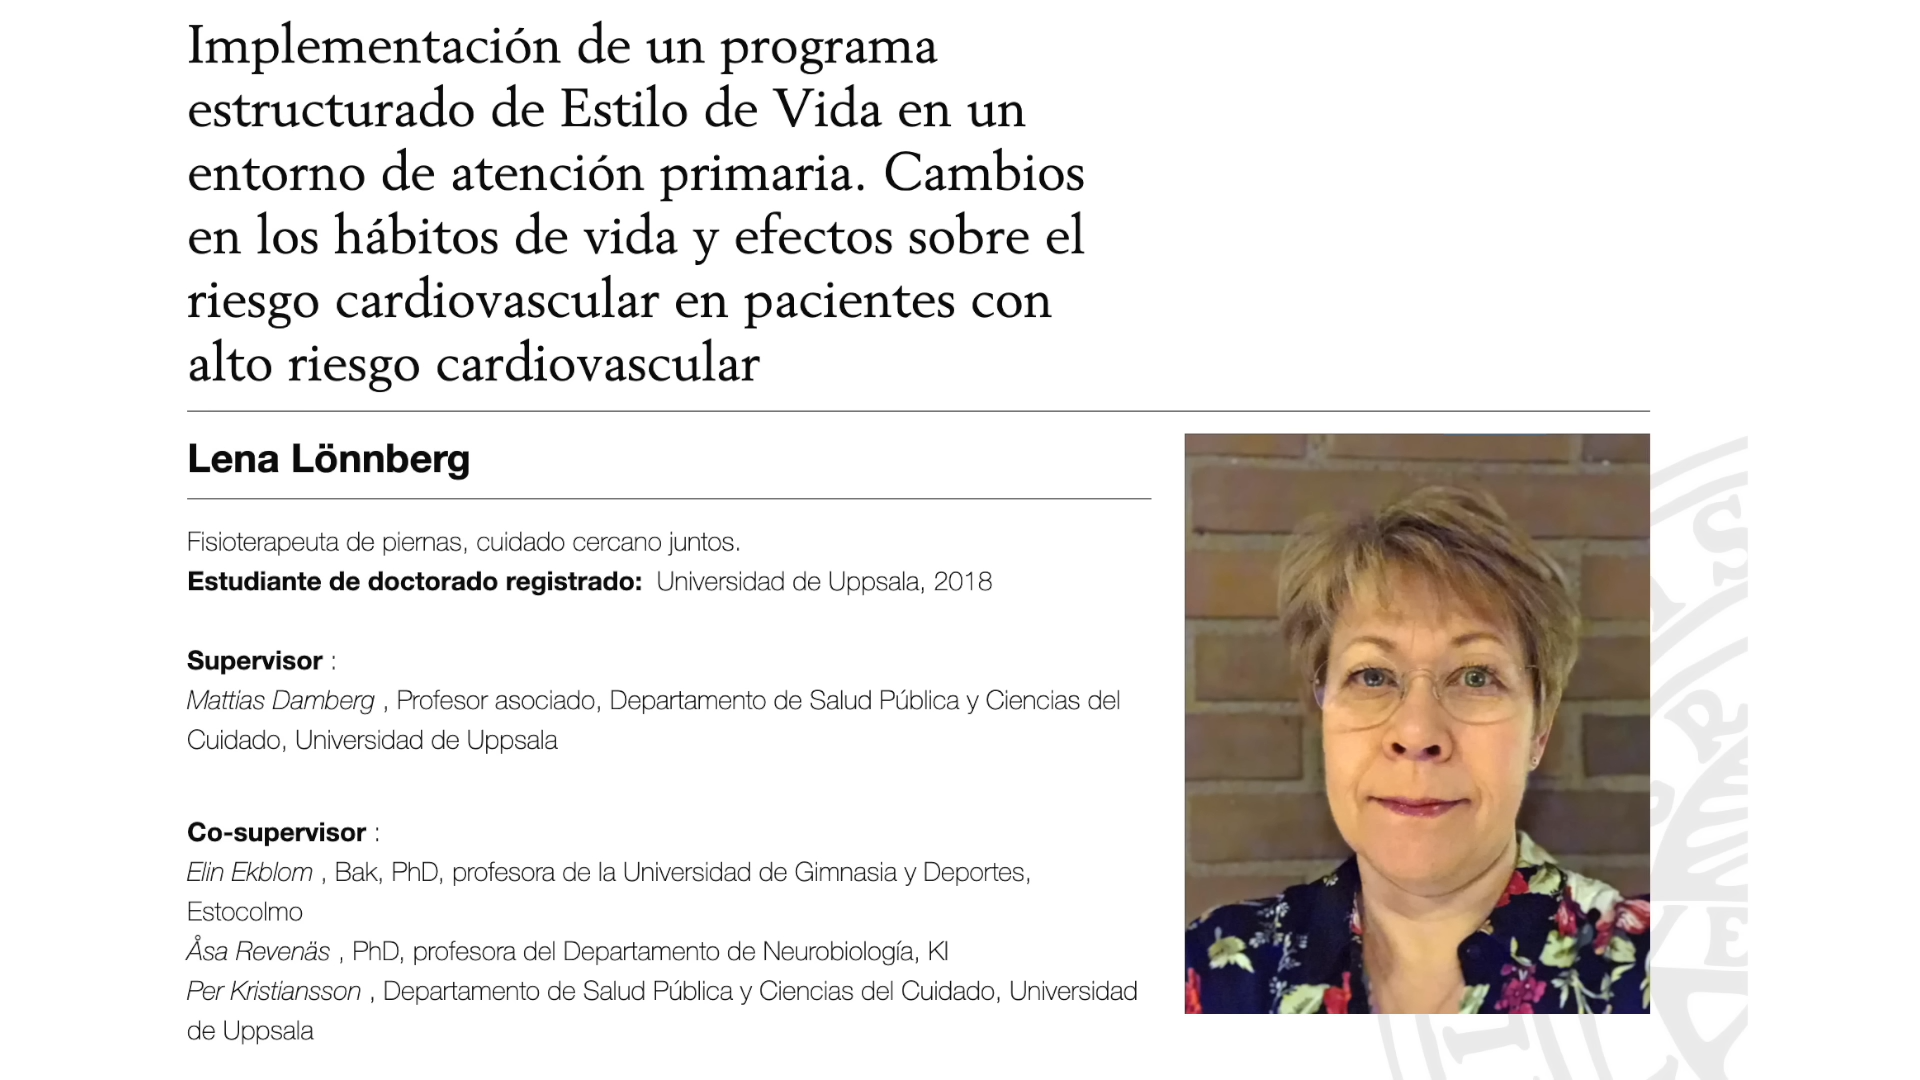 Implementación de un programa
estructurado de Estilo de Vida en un
entorno de atención primaria. Cambios
en los hábitos de vida y efectos sobre el
riesgo cardiovascular en pacientes con
alto riesgo cardiovascular
Lena Lönnberg
Fisioterapeuta de piernas, cuidado cercano juntos.
Estudiante de doctorado registrado: Universidad de Uppsala, 2018
Supervisor :
Mattias Damberg , Profesor asociado, Departamento de Salud Pública y Ciencias del
Cuidado, Universidad de Uppsala
Co-supervisor :
Elin Ekblom , Bak, PhD, profesora de la Universidad de Gimnasia y Deportes,
Estocolmo
Åsa Revenäs , PhD, profesora del Departamento de Neurobiología, KI
Per Kristiansson , Departamento de Salud Pública y Ciencias del Cuidado, Universidad
de Uppsala